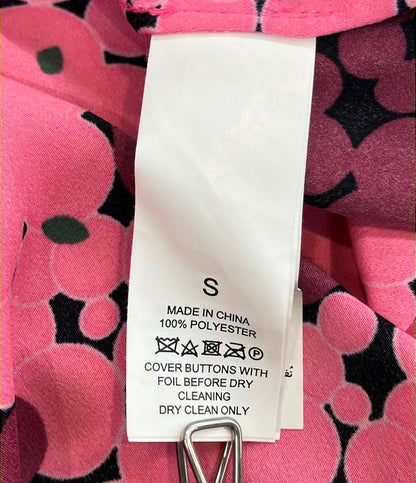 S
MADE IN CHINA
100% POLYESTER
P
COVER BUTTONS WITH
FOIL BEFORE DRY
CLEANING
DRY CLEAN ONLY